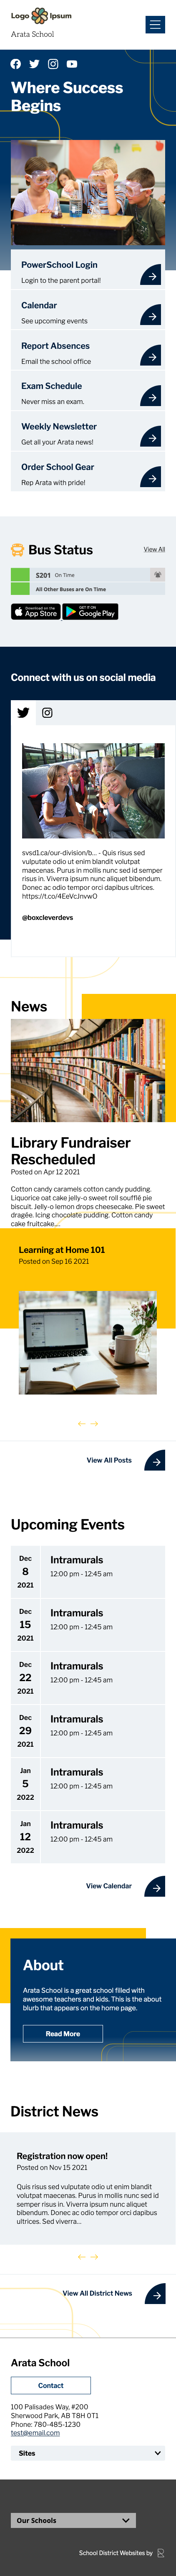 Logo Ipsum
Arata School
Where Success
Begins
PowerSchool Login
Login to the parent portal!
Calendar
See upcoming events
Report Absences
Email the school office
Exam Schedule
Never miss an exam.
Weekly Newsletter
Get all your Arata news!
Order School Gear
Rep Arata with pride!
Bus Status
View All
S201 On Time
All Other Buses are On Time
Download on the App Store
GET IT ON Google Play
Connect with us on social media
svsd1.ca/our-division/b... - Quis risus sed
vulputate odio ut enim blandit volutpat
maecenas. Purus in mollis nunc sed id semper
risus in. Viverra ipsum nunc aliquet bibendum.
Donec ac odio tempor orci dapibus ultrices.
https://t.co/4EeVcJnvwO
@boxcleverdevs
News
Library Fundraiser
Rescheduled
Posted on Apr 12 2021
Cotton candy caramels cotton candy pudding.
Liquorice oat cake jelly-o sweet roll soufflé pie
biscuit. Jelly-o lemon drops cheesecake. Pie sweet
dragée. Icing chocolate pudding. Cotton candy
cake fruitcake....
Learning at Home 101
Posted on Sep 16 2021
View All Posts
Upcoming Events
Dec
8
2021
Intramurals
12:00 pm - 12:45 am
Dec
15
2021
Intramurals
12:00 pm - 12:45 am
Dec
22
2021
Intramurals
12:00 pm - 12:45 am
Dec
29
2021
Intramurals
12:00 pm - 12:45 am
Jan
5
2022
Intramurals
12:00 pm - 12:45 am
Jan
12
2022
Intramurals
12:00 pm - 12:45 am
View Calendar
About
Arata School is a great school filled with
awesome teachers and kids. This is the about
blurb that appears on the home page.
Read More
District News
Registration now open!
Posted on Nov 15 2021
Quis risus sed vulputate odio ut enim blandit
volutpat maecenas. Purus in mollis nunc sed id
semper risus in. Viverra ipsum nunc aliquet
bibendum. Donec ac odio tempor orci dapibus
ultrices. Sed viverra...
View All District News
Arata School
Contact
100 Palisades Way, #200
Sherwood Park, AB T8H 0T1
Phone: 780-485-1230
test@email.com
Sites
Our Schools
School District Websites by